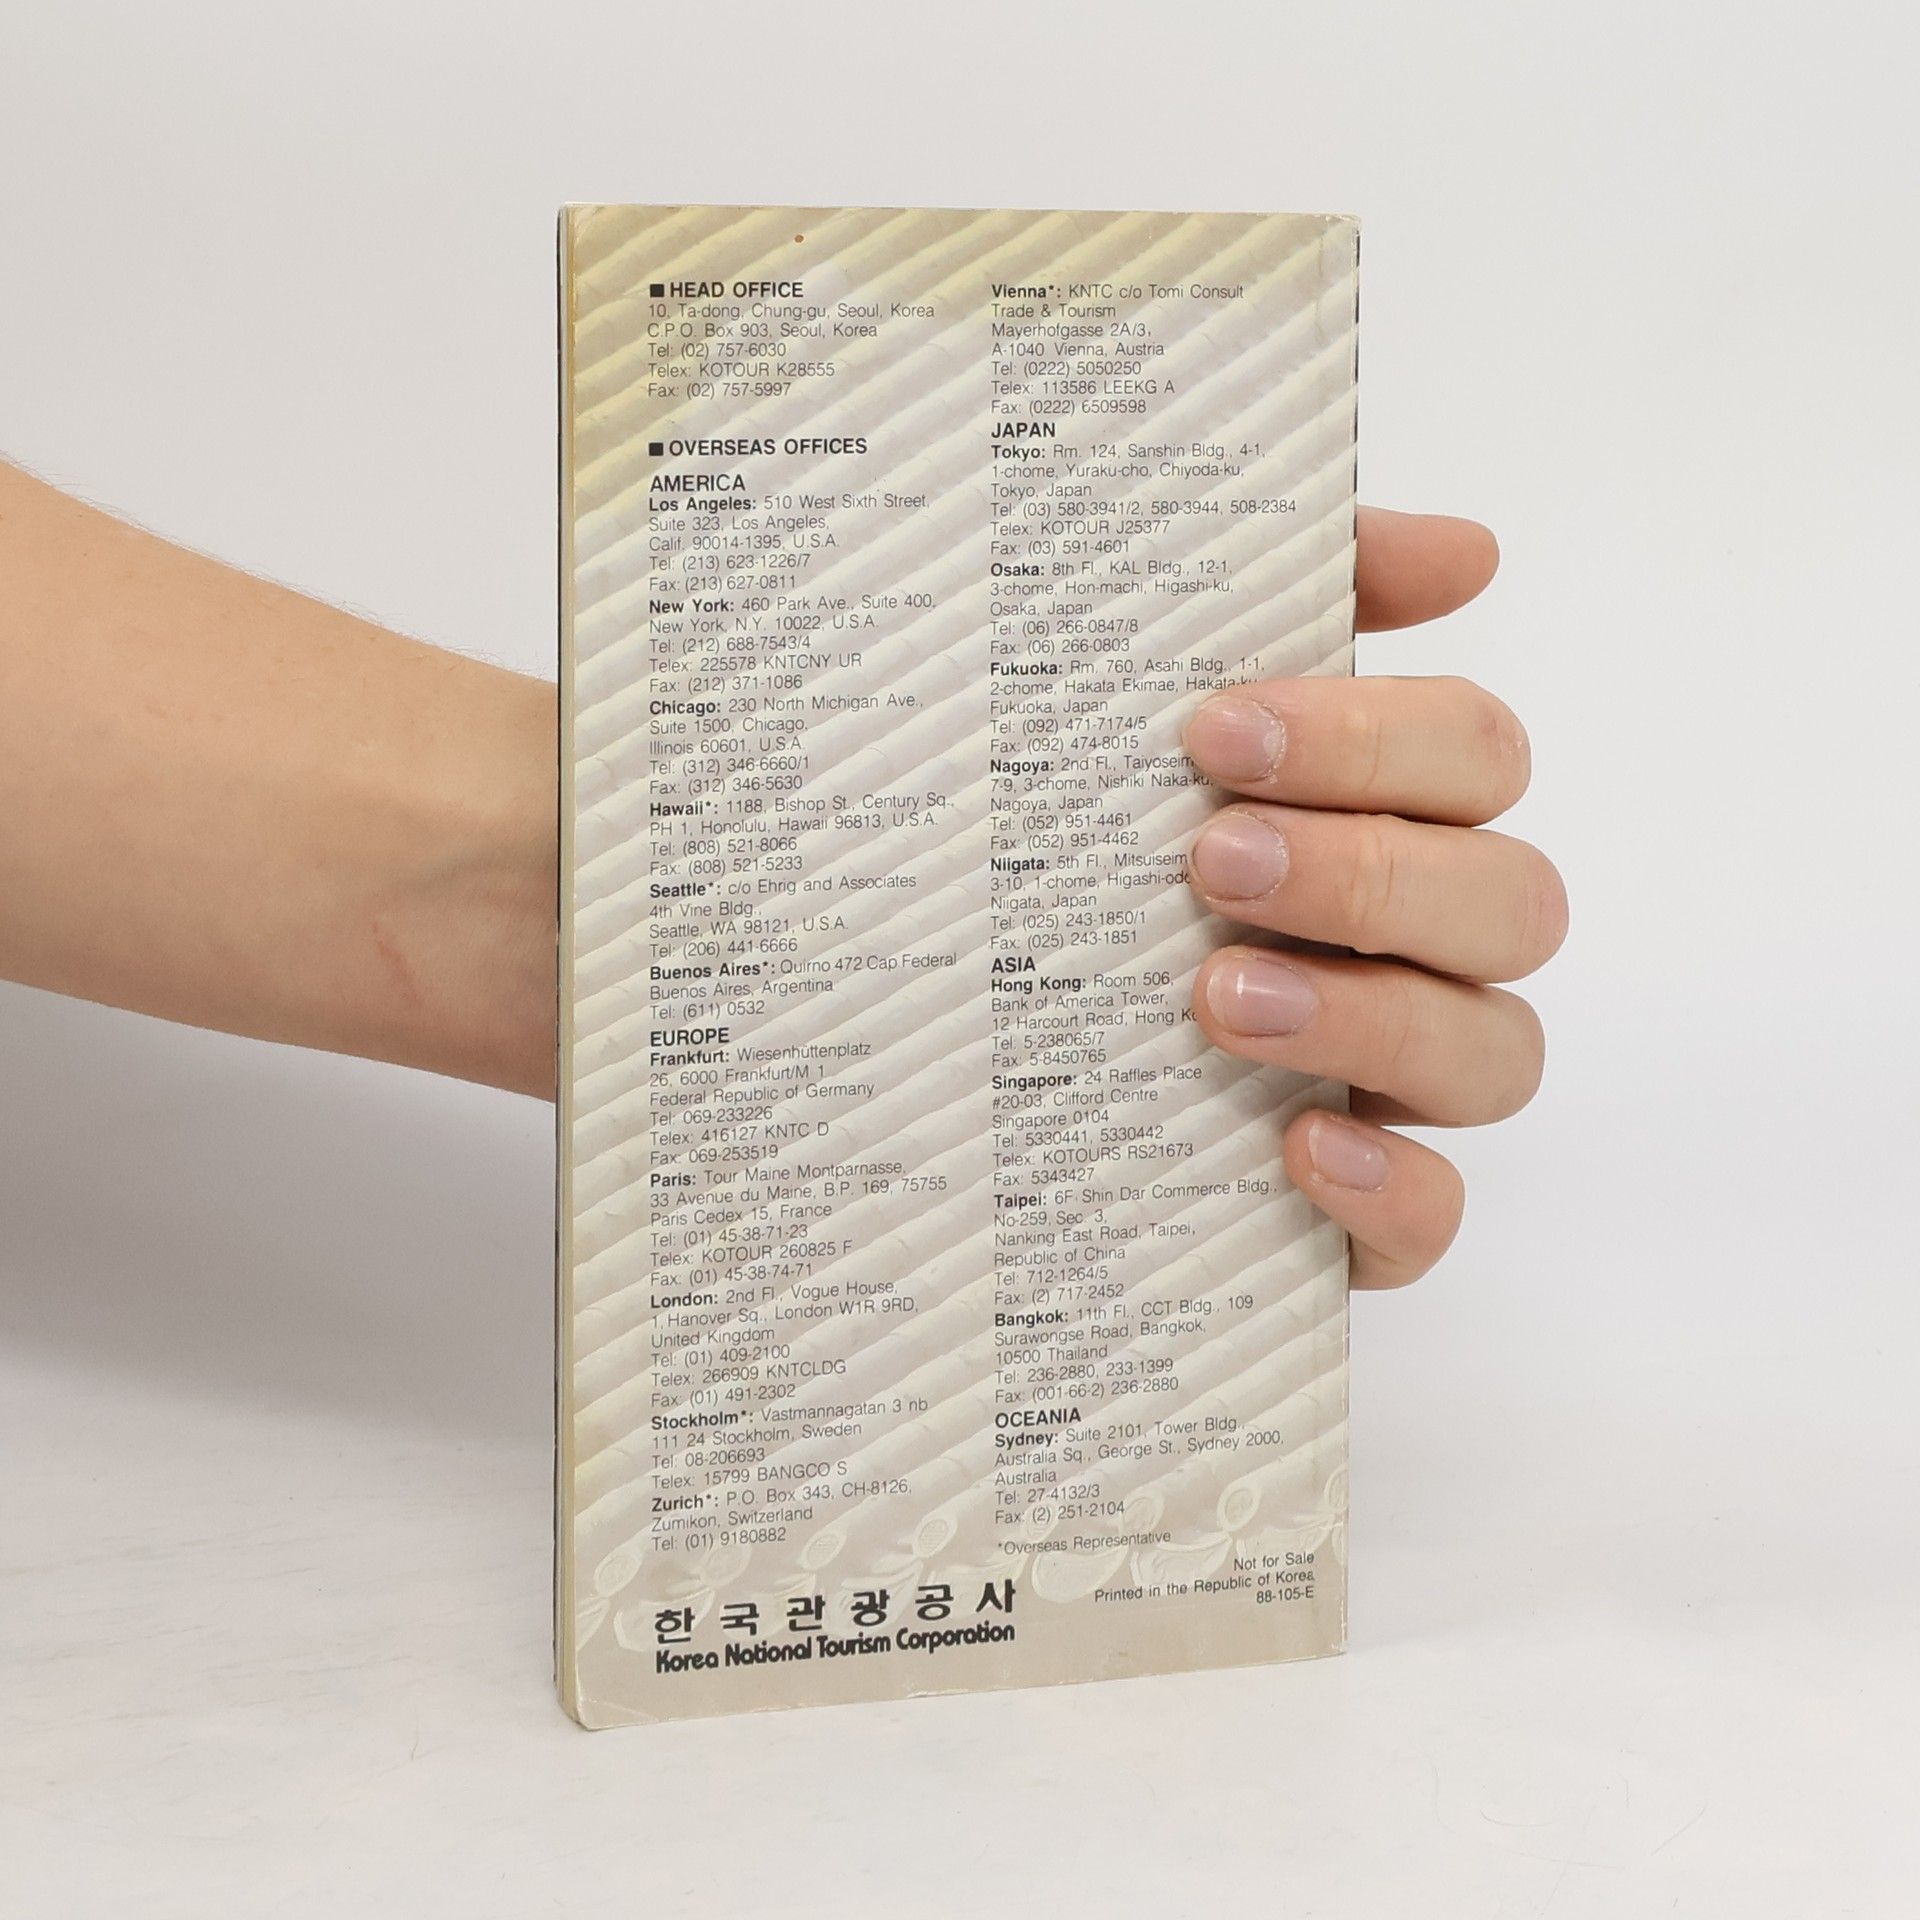 ■ HEAD OFFICE
10, Ta-dong, Chung-gu, Seoul, Korea
C.P.O. Box 903, Seoul, Korea
Tel: (02) 757-6030
Telex: KOTOUR K28555
Fax: (02) 757-5997
■ OVERSEAS OFFICES
AMERICA
Los Angeles: 510 West Sixth Street,
Suite 323, Los Angeles,
Calif. 90014-1395, U.S.A.
Tel: (213) 623-1226/7
Fax: (213) 627-0811
New York: 460 Park Ave., Suite 400,
New York, N.Y. 10022, U.S.A.
Tel: (212) 688-7543/4
Telex: 225578 KNTCNY UR
Fax: (212) 371-1086
Chicago: 230 North Michigan Ave.,
Suite 1500, Chicago,
Illinois 60601, U.S.A.
Tel: (312) 346-6660/1
Fax: (312) 346-5630
Hawaii*: 1188, Bishop St., Century Sq.,
PH 1, Honolulu, Hawaii 96813, U.S.A.
Tel: (808) 521-8066
Fax: (808) 521-5233
Seattle*: c/o Ehrig and Associates
4th Vine Bldg.,
Seattle, WA 98121, U.S.A.
Tel: (206) 441-6666
Buenos Aires*: Quirno 472 Cap Federal
Buenos Aires, Argentina
Tel: (611) 0532
EUROPE
Frankfurt: Wiesenhüttenplatz
26, 6000 Frankfurt/M 1
Federal Republic of Germany
Tel: 069-233226
Telex: 416127 KNTC D
Fax: 069-253519
Paris: Tour Maine Montparnasse,
33 Avenue du Maine, B.P. 169, 75755
Paris Cedex 15, France
Tel: (01) 45-38-71-23
Telex: KOTOUR 260825 F
Fax: (01) 45-38-74-71
London: 2nd Fl., Vogue House,
1, Hanover Sq., London W1R 9RD,
United Kingdom
Tel: (01) 409-2100
Telex: 266909 KNTCLDG
Fax: (01) 491-2302
Stockholm*: Vastmannagatan 3 nb
111 24 Stockholm, Sweden
Tel: 08-206693
Telex: 15799 BANGCO S
Zurich*: P.O. Box 343, CH-8126,
Zumikon, Switzerland
Tel: (01) 9180882
Vienna*: KNTC c/o Tomi Consult
Trade & Tourism
Mayerhofgasse 2A/3,
A-1040 Vienna, Austria
Tel: (0222) 5050250
Telex: 113586 LEEKG A
Fax: (0222) 6509598
JAPAN
Tokyo: Rm. 124, Sanshin Bldg., 4-1,
1-chome, Yuraku-cho, Chiyoda-ku,
Tokyo, Japan
Tel: (03) 580-3941/2, 580-3944, 508-2384
Telex: KOTOUR J25377
Fax: (03) 591-4601
Osaka: 8th Fl., KAL Bldg., 12-1,
3-chome, Hon-machi, Higashi-ku,
Osaka, Japan
Tel: (06) 266-0847/8
Fax: (06) 266-0803
Fukuoka: Rm. 760, Asahi Bldg., 1-1,
2-chome, Hakata Ekimae, Hakata-ku
Fukuoka, Japan
Tel: (092) 471-7174/5
Fax: (092) 474-8015
Nagoya: 2nd Fl., Taiyoseim
7-9, 3-chome, Nishiki Naka-ku,
Nagoya, Japan
Tel: (052) 951-4461
Fax: (052) 951-4462
Niigata: 5th Fl., Mitsuiseim
3-10, 1-chome, Higashi-odo
Niigata, Japan
Tel: (025) 243-1850/1
Fax: (025) 243-1851
ASIA
Hong Kong: Room 506,
Bank of America Tower,
12 Harcourt Road, Hong
Tel: 5-238065/7
Fax: 5-8450765
Singapore: 24 Raffles Place
#20-03, Clifford Centre
Singapore 0104
Tel: 5330441, 5330442
Telex: KOTOURS RS21673
Fax: 5343427
Taipei: 6F, Shin Dar Commerce Bldg.,
No-259, Sec. 3,
Nanking East Road, Taipei,
Republic of China
Tel: 712-1264/5
Fax: (2) 717-2452
Bangkok: 11th Fl., CCT Bldg., 109
Surawongse Road, Bangkok,
10500 Thailand
Tel: 236-2880, 233-1399
Fax: (001-66-2) 236-2880
OCEANIA
Sydney: Suite 2101, Tower Bldg.,
Australia Sq., George St., Sydney 2000,
Australia
Tel: 27-4132/3
Fax: (2) 251-2104
*Overseas Representative
Not for Sale
Printed in the Republic of Korea
88-105-E
한국관광공사
Korea National Tourism Corporation